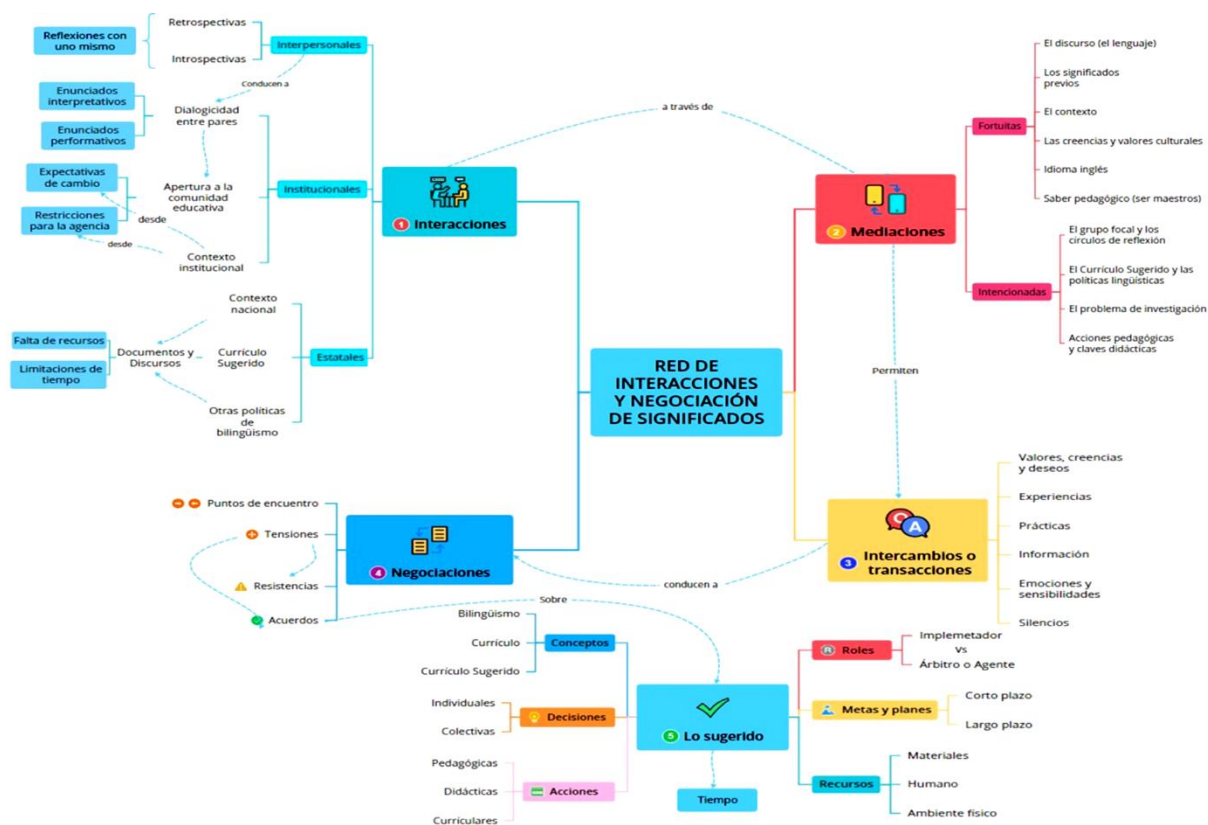 RED DE
INTERACCIONES
Y NEGOCIACIÓN
DE SIGNIFICADOS
1 Interacciones
Interpersonales
Retrospectivas
Introspectivas
Reflexiones con
uno mismo
Conducen a
Institucionales
Dialogicidad
entre pares
Enunciados
interpretativos
Enunciados
performativos
Apertura a la
comunidad
educativa
Expectativas
de cambio
Restricciones
para la agencia
desde
desde
Contexto
institucional
Estatales
Contexto
nacional
Currículo
Sugerido
Otras políticas
de
bilingüismo
Documentos y
Discursos
Falta de recursos
Limitaciones de
tiempo
a través de
2 Mediaciones
Fortuitas
El discurso (el lenguaje)
Los significados
previos
El contexto
Las creencias y valores culturales
Idioma inglés
Saber pedagógico (ser maestros)
Intencionadas
El grupo focal y los
círculos de reflexión
El Currículo Sugerido y las
políticas lingüísticas
El problema de investigación
Acciones pedagógicas
y claves didácticas
Permiten
Q A
3 Intercambios o
transacciones
Valores, creencias
y deseos
Experiencias
Prácticas
Información
Emociones y
sensibilidades
Silencios
conducen a
4 Negociaciones
Puntos de encuentro
Tensiones
Resistencias
Acuerdos
Sobre
5 Lo sugerido
Conceptos
Bilingüismo
Currículo
Currículo Sugerido
Decisiones
Individuales
Colectivas
Acciones
Pedagógicas
Didácticas
Curriculares
Tiempo
R Roles
Implemetador
vs
Árbitro o Agente
Metas y planes
Corto plazo
Largo plazo
Recursos
Materiales
Humano
Ambiente físico